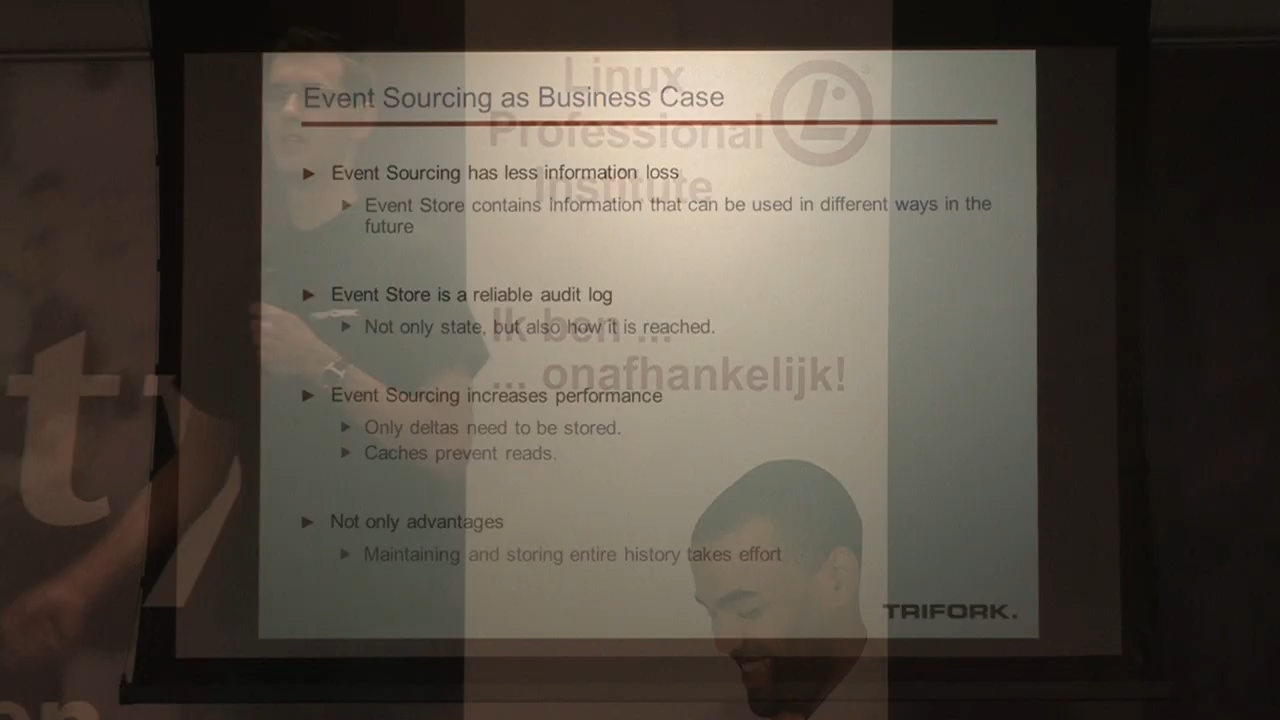 Event Sourcing as Business Case
Event Sourcing has less information loss
Event Store contains information that can be used in different ways in the
future
Event Store is a reliable audit log
Not only state, but also how it is reached.
Event Sourcing increases performance
Only deltas need to be stored.
Caches prevent reads.
Not only advantages
Maintaining and storing entire history takes effort
TRIFORK.
Linux
Professional
Institute
Ik ben ...
... onafhankelijk!
ty
en